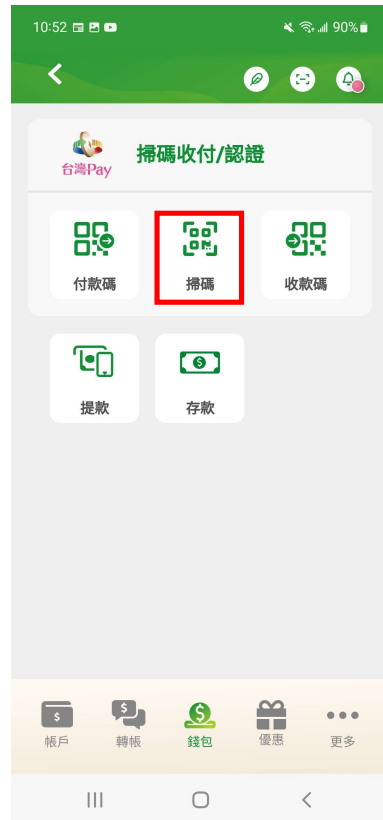 10:52
90%
台灣Pay
掃碼收付/認證
付款碼
掃碼
收款碼
提款
存款
帳戶
轉帳
錢包
優惠
更多